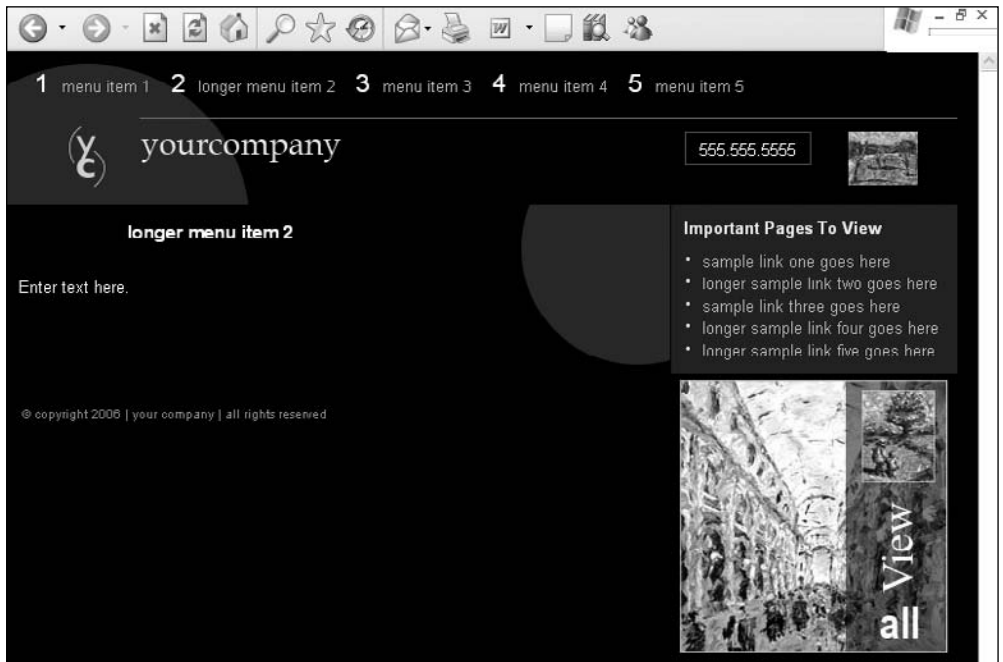 1 menu item 1 2 longer menu item 2 3 menu item 3 4 menu item 4 5 menu item 5
yc
yourcompany
555.555.5555
longer menu item 2
Enter text here.
© copyright 2006 | your company | all rights reserved
Important Pages To View
• sample link one goes here
• longer sample link two goes here
• sample link three goes here
• longer sample link four goes here
• longer sample link five goes here
View
all